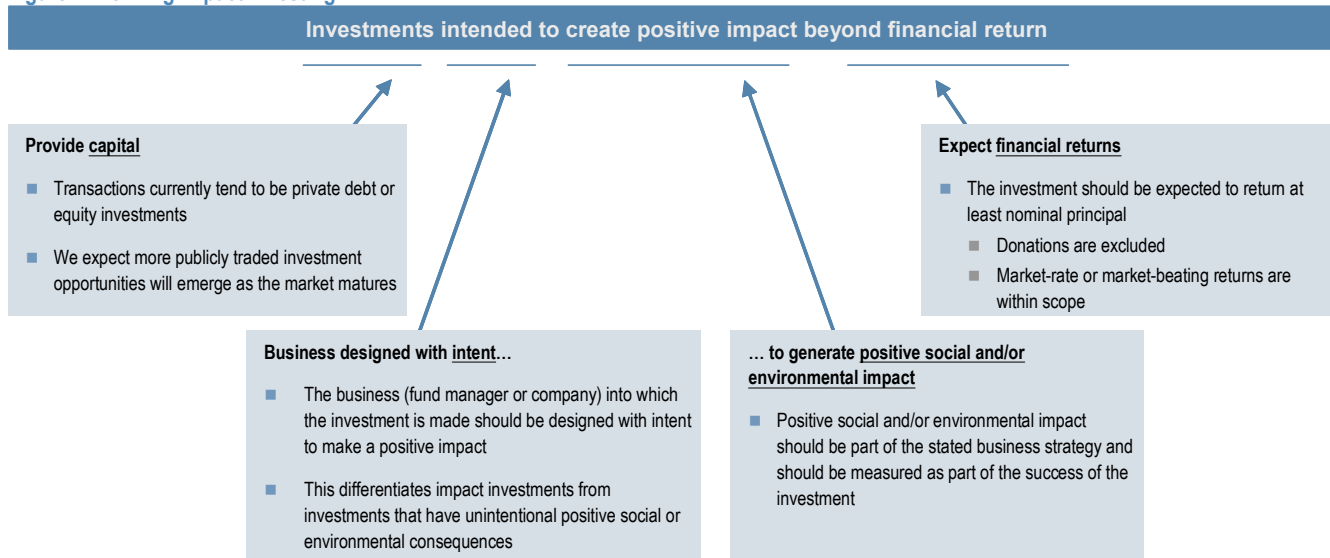 Investments intended to create positive impact beyond financial return
Provide capital
Transactions currently tend to be private debt or
equity investments
We expect more publicly traded investment
opportunities will emerge as the market matures
Expect financial returns
The investment should be expected to return at
least nominal principal
Donations are excluded
Market-rate or market-beating returns are
within scope
Business designed with intent…
The business (fund manager or company) into which
the investment is made should be designed with intent
to make a positive impact
This differentiates impact investments from
investments that have unintentional positive social or
environmental consequences
… to generate positive social and/or
environmental impact
Positive social and/or environmental impact
should be part of the stated business strategy and
should be measured as part of the success of the
investment